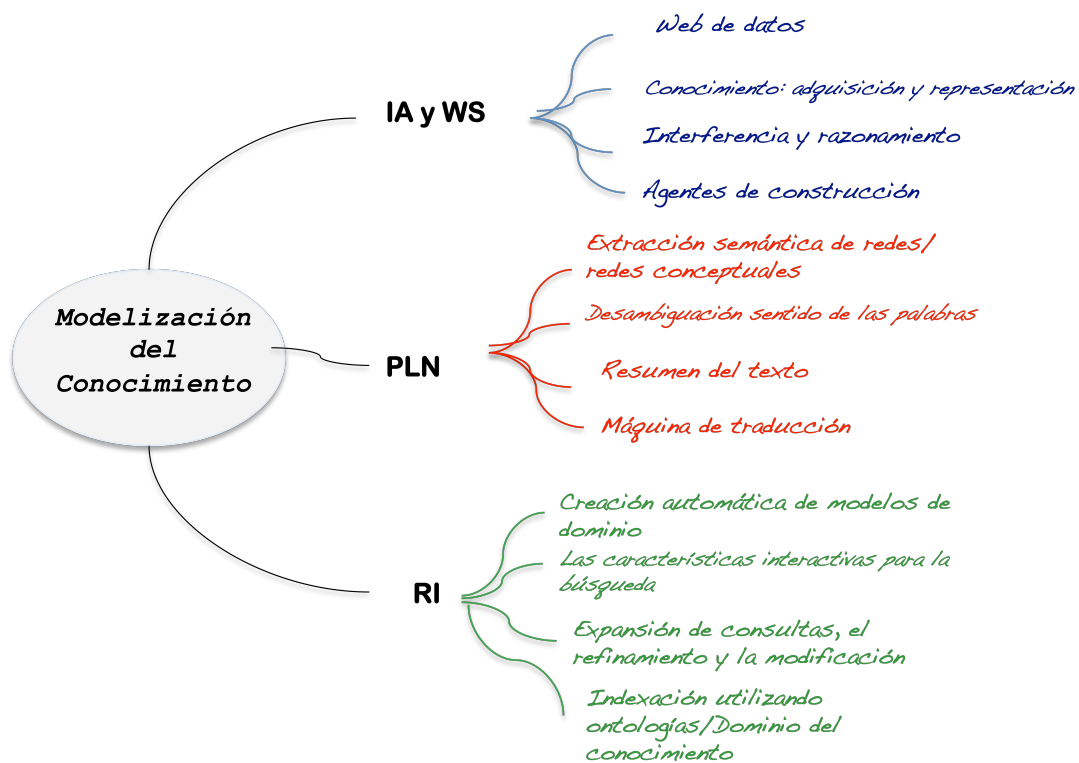 Modelización
del
Conocimiento
IA y WS
Web de datos
Conocimiento: adquisición y representación
Interferencia y razonamiento
Agentes de construcción
PLN
Extracción semántica de redes/
redes conceptuales
Desambiguación sentido de las palabras
Resumen del texto
Máquina de traducción
RI
Creación automática de modelos de
dominio
Las características interactivas para la
búsqueda
Expansión de consultas, el
refinamiento y la modificación
Indexación utilizando
ontologías/Dominio del
conocimiento